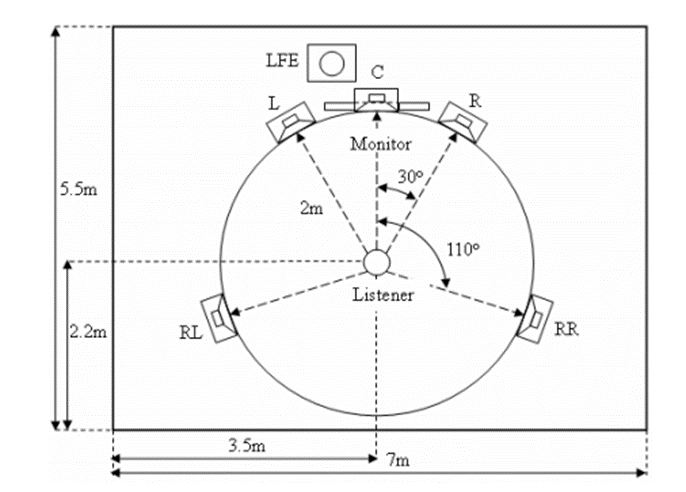 LFE
C
L
R
Monitor
30°
5.5m
2m
110°
Listener
2.2m
RL
RR
3.5m
7m